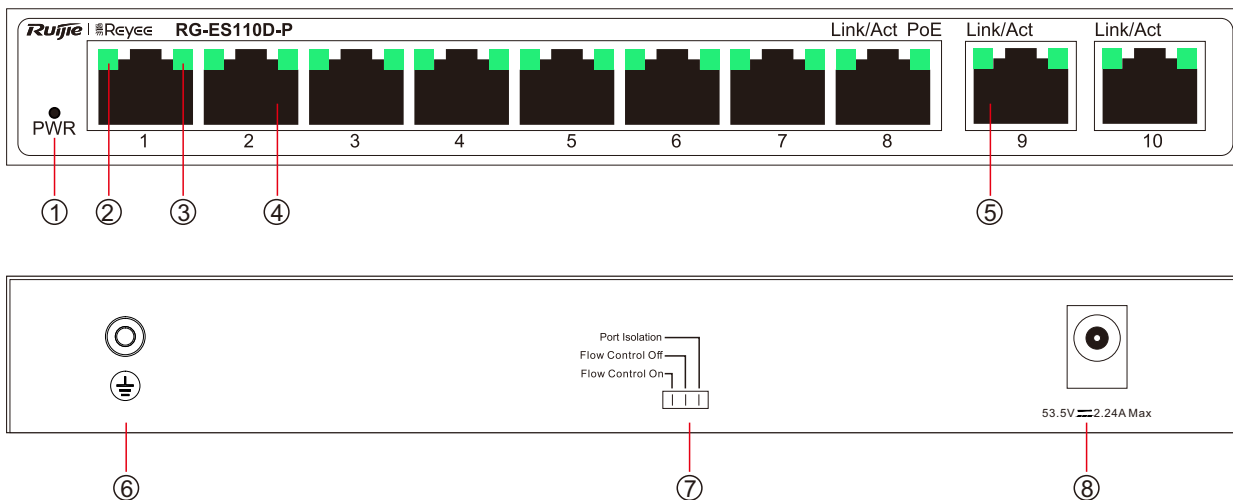 Ruijie Reyee RG-ES110D-P Link/Act PoE Link/Act Link/Act
PWR
1 2 3 4 5 6 7 8 9 10
① ② ③ ④ ⑤
Port Isolation
Flow Control Off
Flow Control On
53.5V 2.24A Max
⑥ ⑦ ⑧